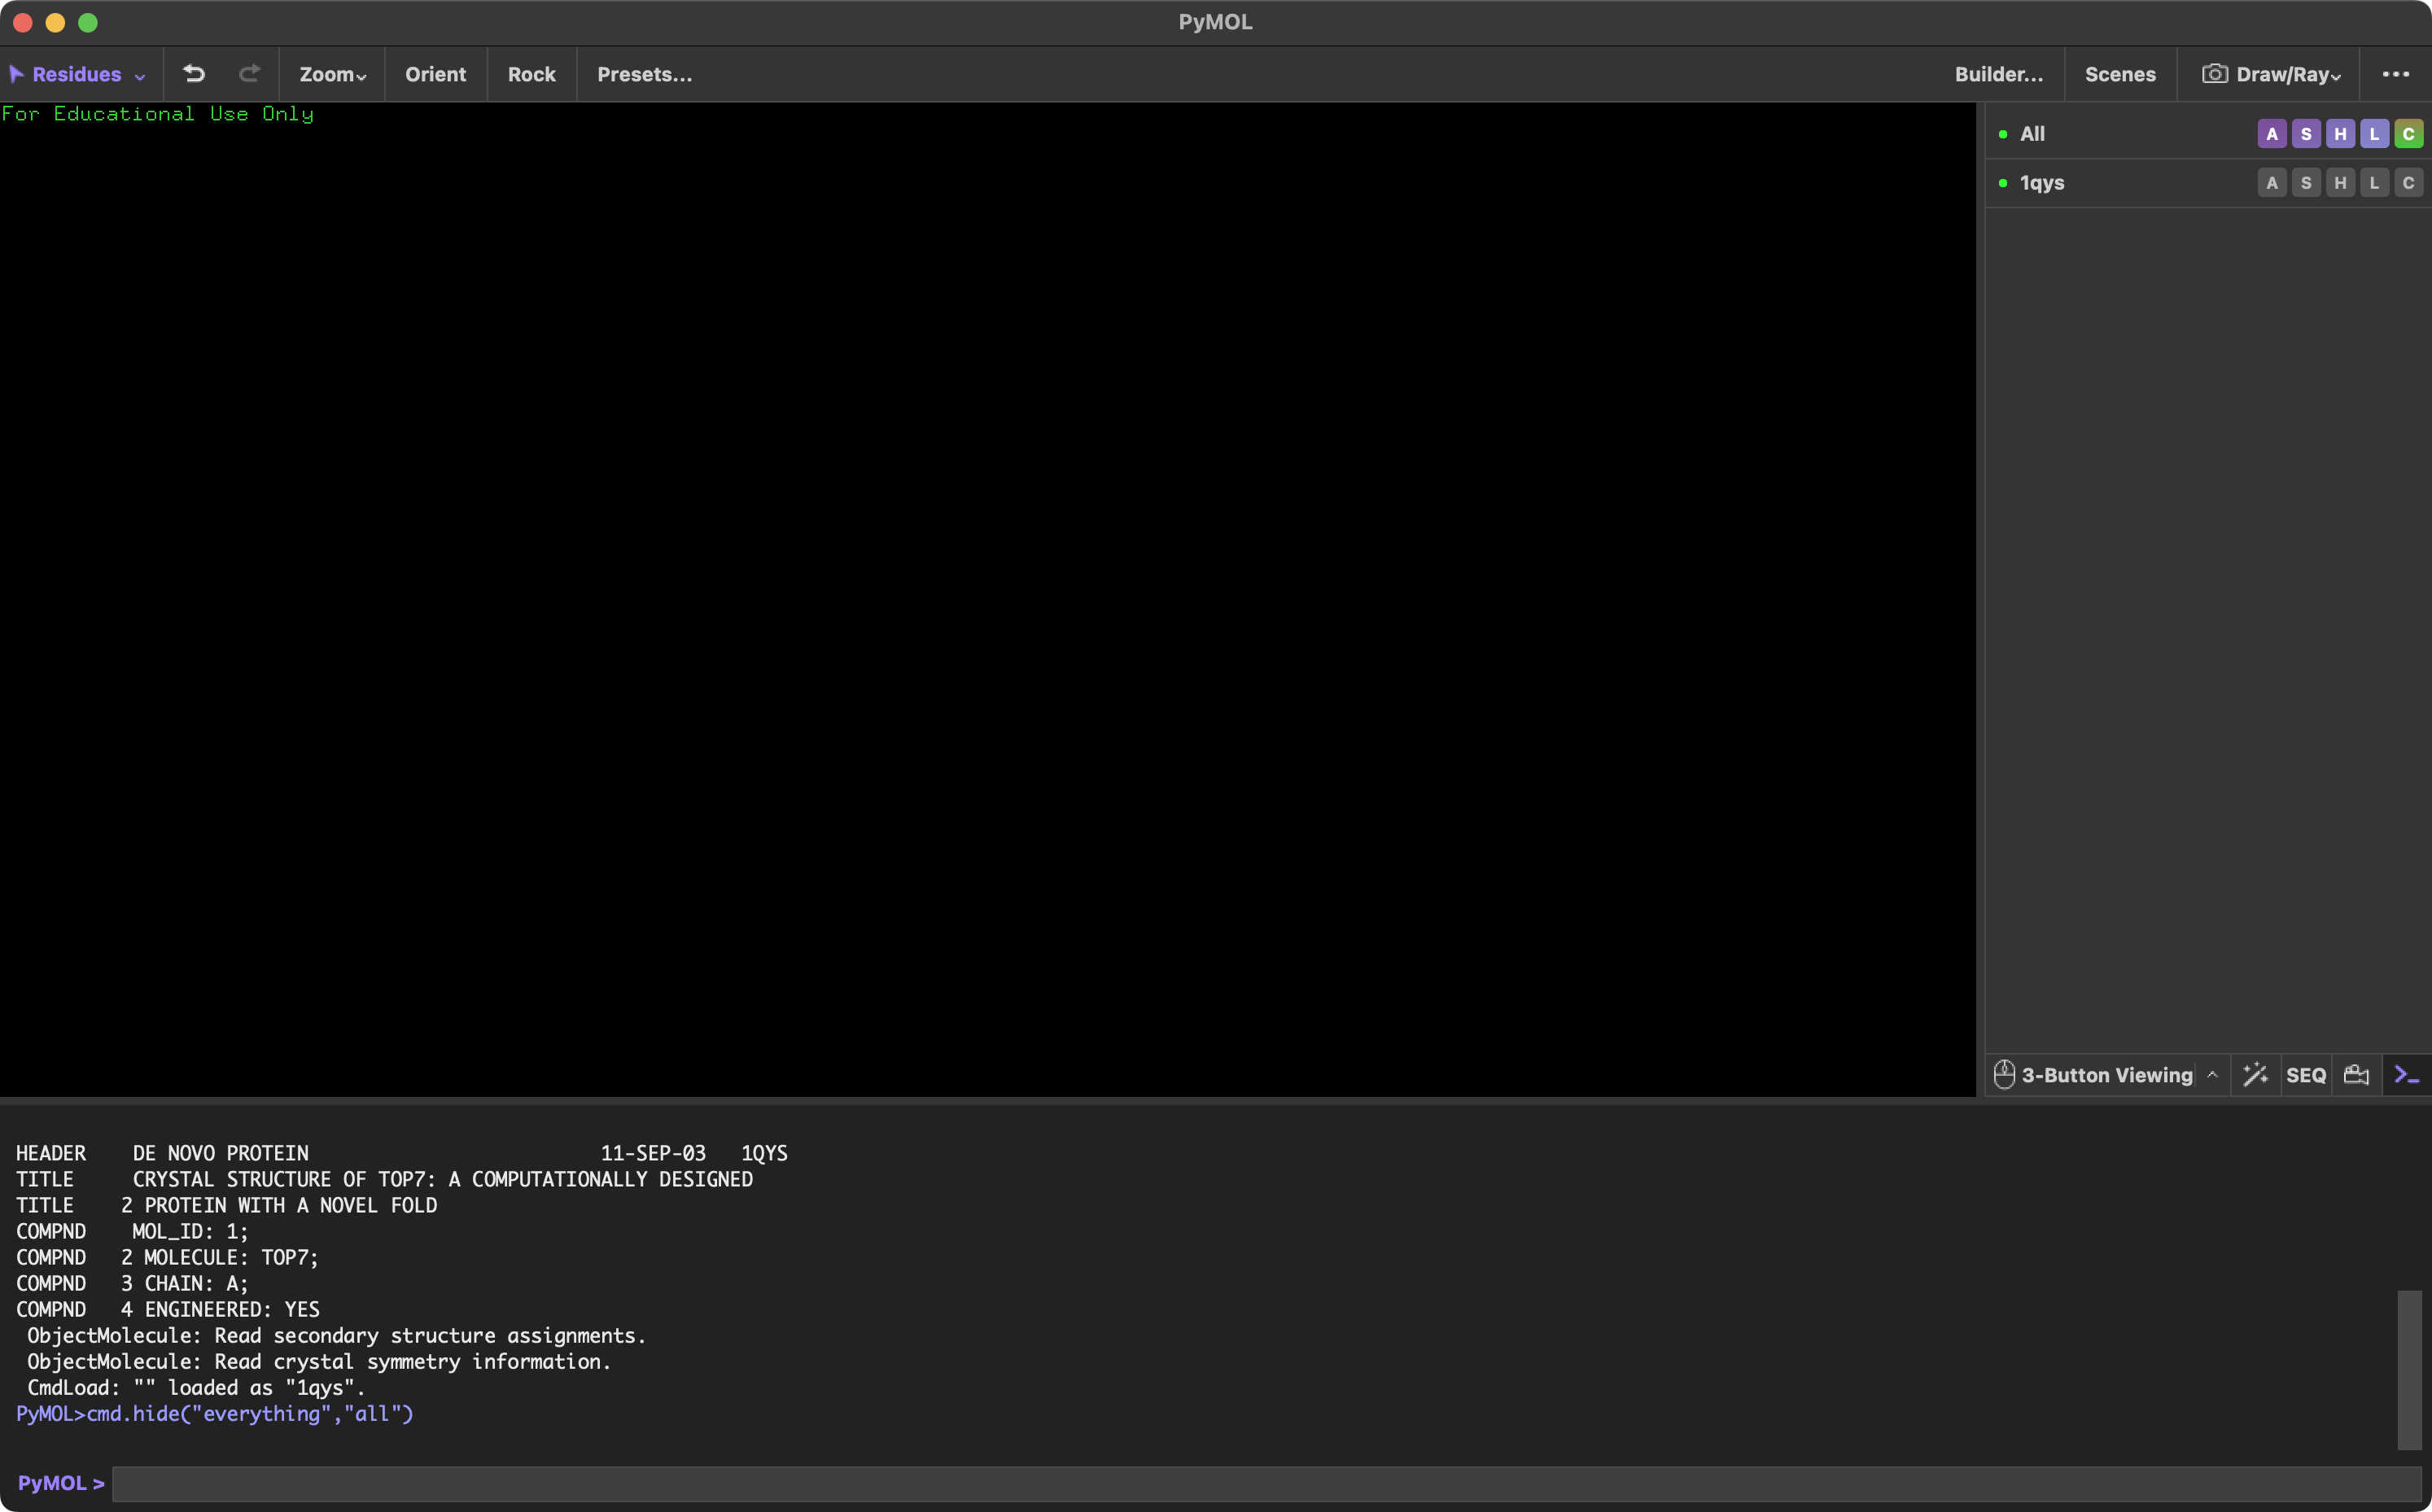 PyMOL
Residues Zoom Orient Rock Presets... Builder... Scenes Draw/Ray
For Educational Use Only
All A S H L C
1qys A S H L C
3-Button Viewing SEQ
HEADER    DE NOVO PROTEIN                         11-SEP-03   1QYS
TITLE     CRYSTAL STRUCTURE OF TOP7: A COMPUTATIONALLY DESIGNED
TITLE    2 PROTEIN WITH A NOVEL FOLD
COMPND    MOL_ID: 1;
COMPND   2 MOLECULE: TOP7;
COMPND   3 CHAIN: A;
COMPND   4 ENGINEERED: YES
 ObjectMolecule: Read secondary structure assignments.
 ObjectMolecule: Read crystal symmetry information.
 CmdLoad: "" loaded as "1qys".
PyMOL>cmd.hide("everything","all")
PyMOL >